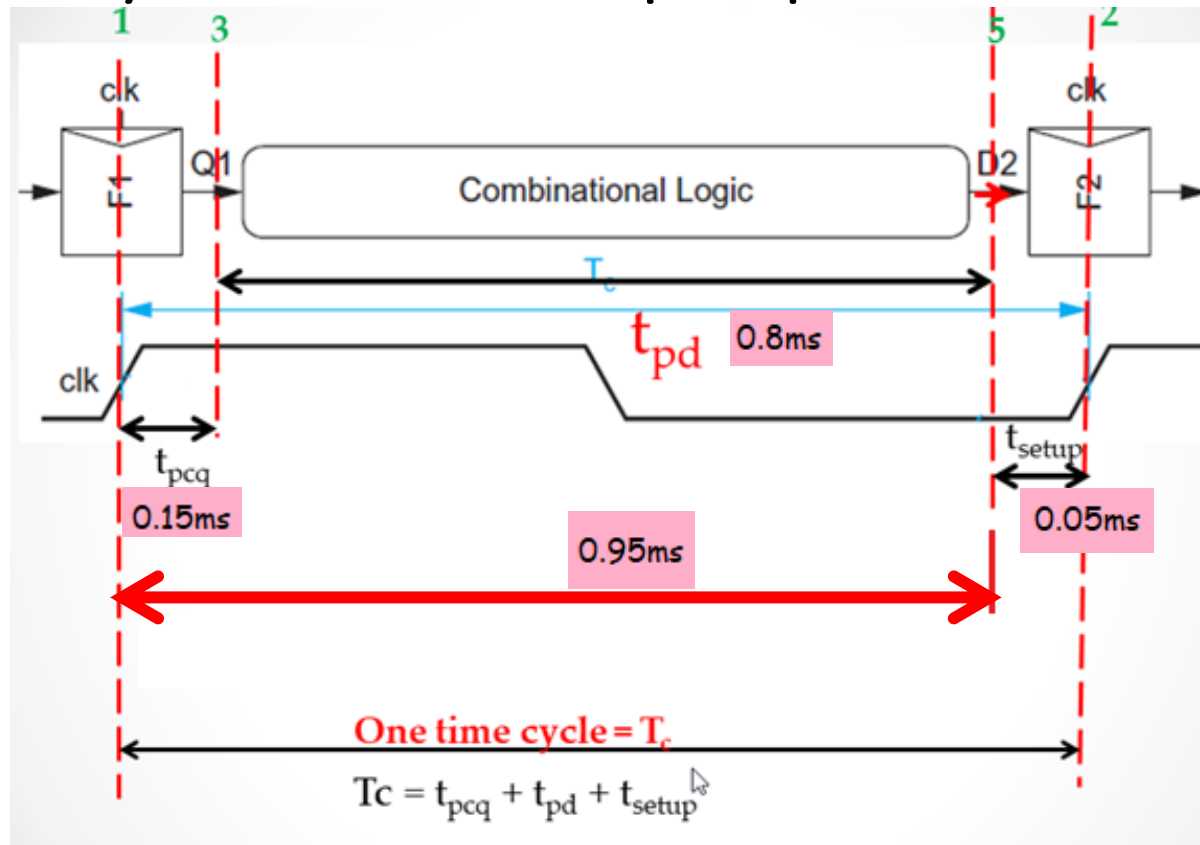 1
3
5
2
clk
clk
F1
Q1
Combinational Logic
D2
F2
Tc
tpd
0.8ms
clk
tpcq
tsetup
0.15ms
0.95ms
0.05ms
One time cycle = Tc
Tc = tpcq + tpd + tsetup